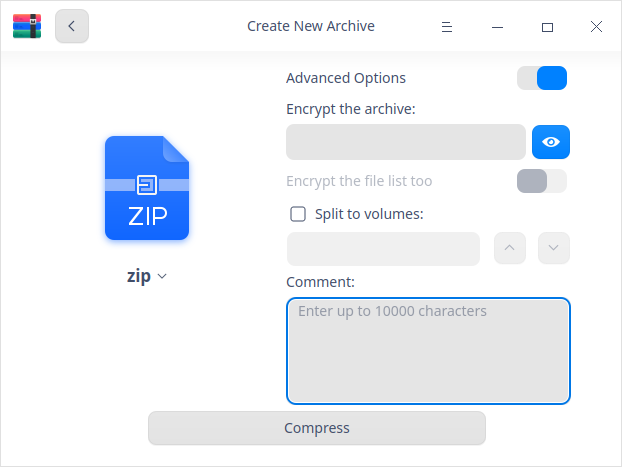 Create New Archive
Advanced Options
Encrypt the archive:
Encrypt the file list too
ZIP
Split to volumes:
zip
Comment:
Enter up to 10000 characters
Compress